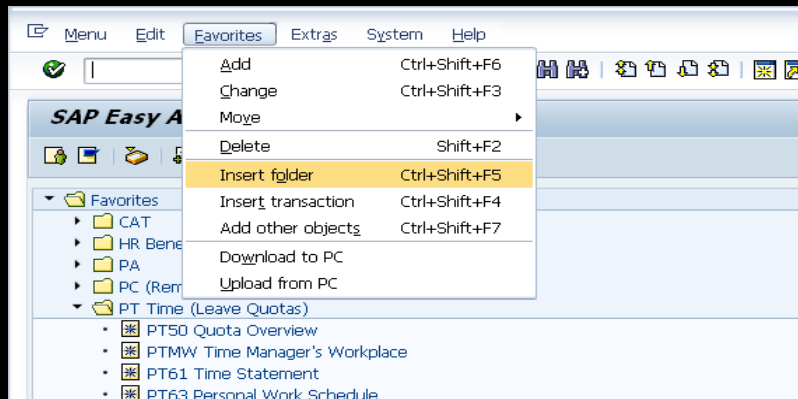 Menu Edit Favorites Extras System Help
Add Ctrl+Shift+F6
Change Ctrl+Shift+F3
Move
Delete Shift+F2
Insert folder Ctrl+Shift+F5
Insert transaction Ctrl+Shift+F4
Add other objects Ctrl+Shift+F7
Download to PC
Upload from PC
SAP Easy A
Favorites
CAT
HR Bene
PA
PC (Rem
PT Time (Leave Quotas)
PT50 Quota Overview
PTMW Time Manager's Workplace
PT61 Time Statement
PT63 Personal Work Schedule